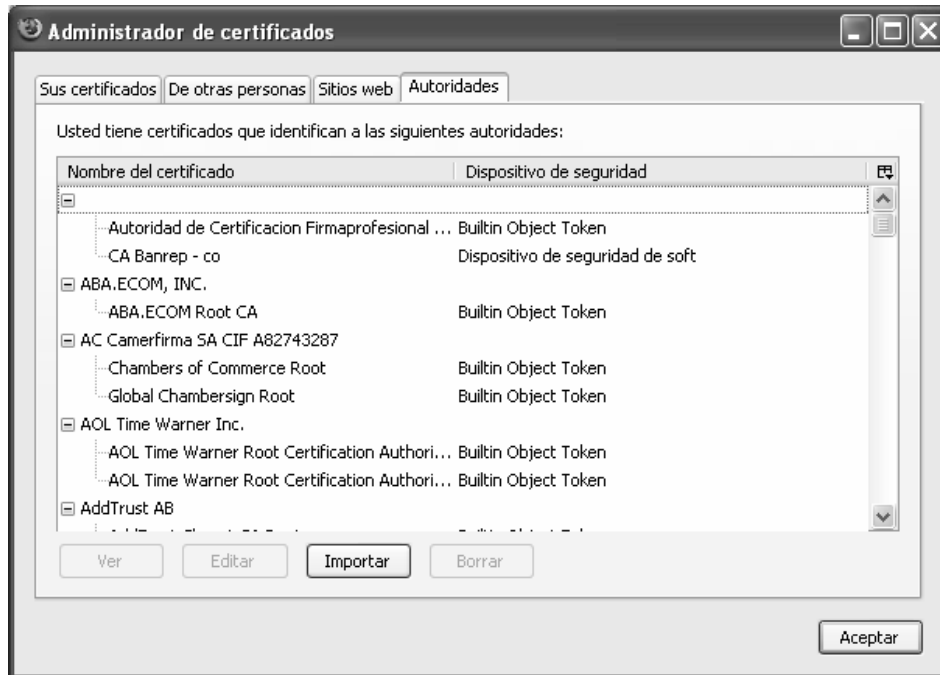 Administrador de certificados
Sus certificados De otras personas Sitios web Autoridades
Usted tiene certificados que identifican a las siguientes autoridades:
Nombre del certificado Dispositivo de seguridad
Autoridad de Certificacion Firmaprofesional ... Builtin Object Token
CA Banrep - co Dispositivo de seguridad de soft
ABA.ECOM, INC.
ABA.ECOM Root CA Builtin Object Token
AC Camerfirma SA CIF A82743287
Chambers of Commerce Root Builtin Object Token
Global Chambersign Root Builtin Object Token
AOL Time Warner Inc.
AOL Time Warner Root Certification Authori... Builtin Object Token
AOL Time Warner Root Certification Authori... Builtin Object Token
AddTrust AB
Ver Editar Importar Borrar
Aceptar